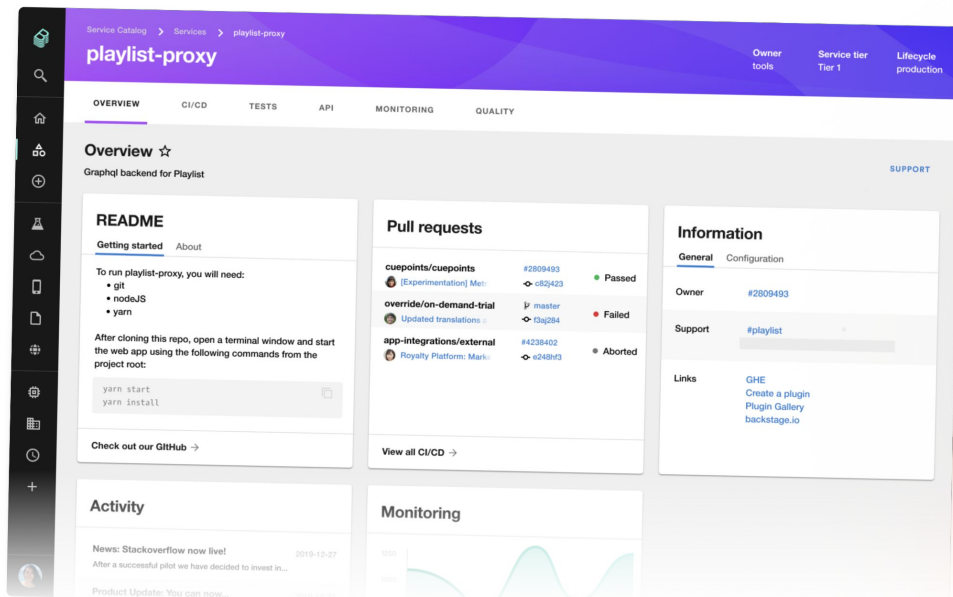 Service Catalog > Services > playlist-proxy
playlist-proxy
Owner
tools
Service tier
Tier 1
Lifecycle
production
OVERVIEW
CI/CD
TESTS
API
MONITORING
QUALITY
Overview
Graphql backend for Playlist
SUPPORT
README
Getting started
About
To run playlist-proxy, you will need:
• git
• nodeJS
• yarn
After cloning this repo, open a terminal window and start
the web app using the following commands from the
project root:
yarn start
yarn install
Check out our GItHub →
Pull requests
cuepoints/cuepoints
#2809493
[Experimentation]
c82j423
Passed
override/on-demand-trial
master
Updated translations
f3aj284
Failed
app-integrations/external
#4238402
Royalty Platform:
e248hf3
Aborted
View all CI/CD →
Information
General
Configuration
Owner
#2809493
Support
#playlist
Links
GHE
Create a plugin
Plugin Gallery
backstage.io
Activity
News: Stackoverflow now live!
2019-12-27
After a successful pilot we have decided to invest in...
Product Update: You can now...
Monitoring